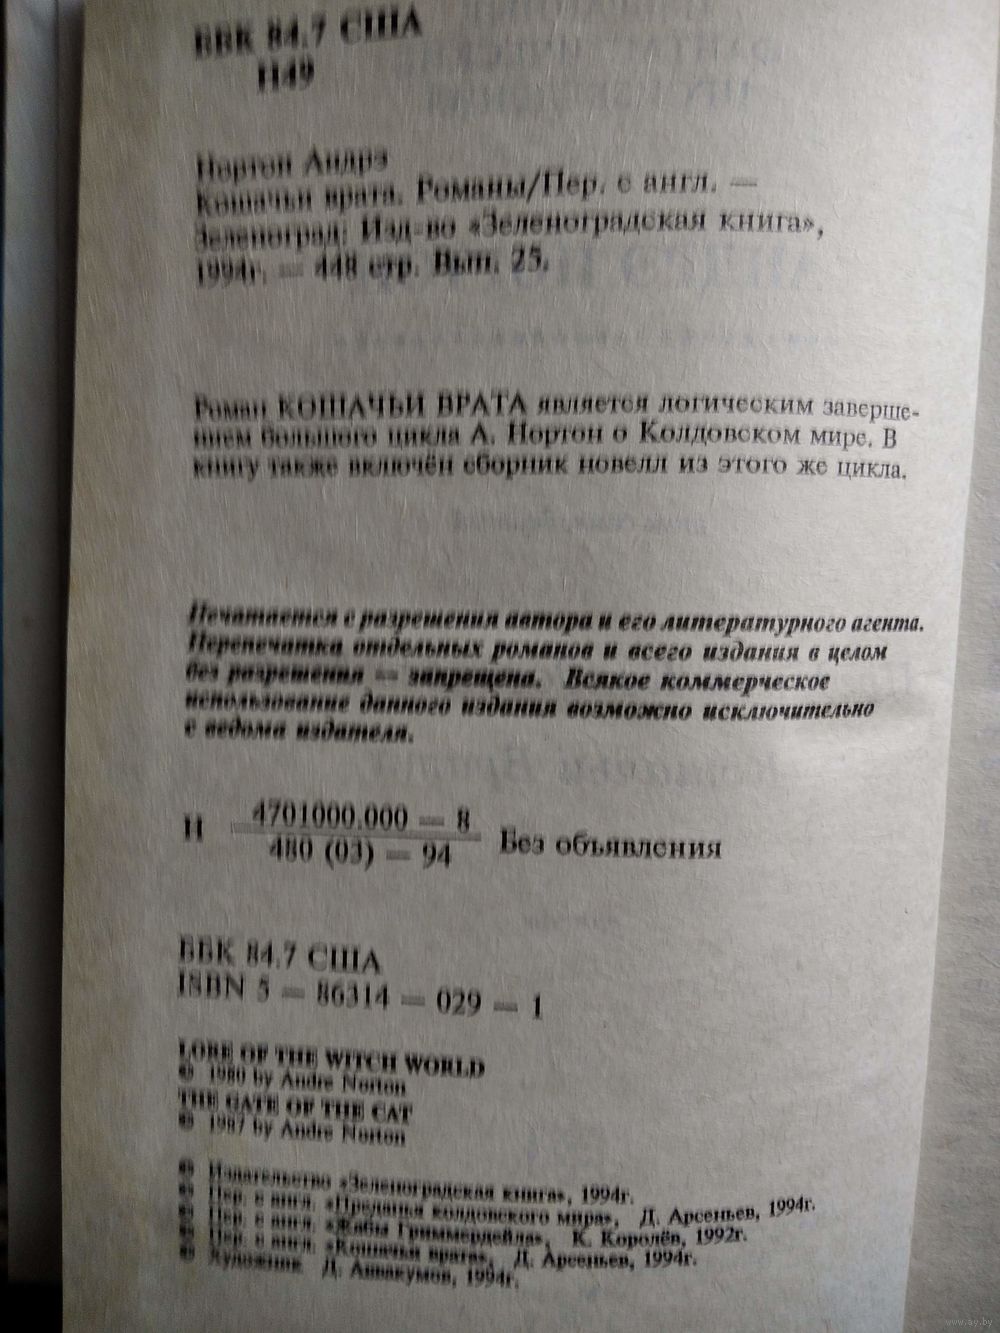 ББК 84.7 США
Н49
Нортон Андрэ
Кошачьи врата. Романы/Пер. с англ. —
Зеленоград: Изд-во «Зеленоградская книга»,
1994г. — 448 стр. Вып. 25.
Роман КОШАЧЬИ ВРАТА является логическим заверше-
нием большого цикла А. Нортон о Колдовском мире. В
книгу также включён сборник новелл из этого же цикла.
Печатается с разрешения автора и его литературного агента.
Перепечатка отдельных романов и всего издания в целом
без разрешения — запрещена. Всякое коммерческое
использование данного издания возможно исключительно
с ведома издателя.
Н 4701000.000 — 8
480 (03) — 94 Без объявления
ББК 84.7 США
ISBN 5 — 86314 — 029 — 1
LORE OF THE WITCH WORLD
© 1980 by Andre Norton
THE GATE OF THE CAT
© 1987 by Andre Norton
© Издательство «Зеленоградская книга», 1994г.
© Пер. с англ. «Преданья колдовского мира», Д. Арсеньев, 1994г.
© Пер. с англ. «Жабы Гриммердейла», К. Королёв, 1992г.
© Пер. с англ. «Кошачьи врата», Д. Арсеньев, 1994г.
© Художник Д. Аввакумов, 1994г.
www.ay.by